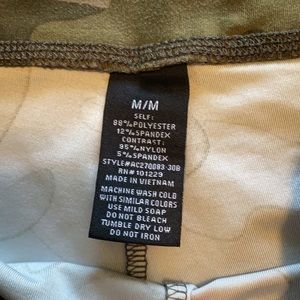 M/M
SELF:
88% POLYESTER
12% SPANDEX
CONTRAST:
95% NYLON
5% SPANDEX
STYLE#AC270083-30B
RN# 101229
MADE IN VIETNAM
MACHINE WASH COLD
WITH SIMILAR COLORS
USE MILD SOAP
DO NOT BLEACH
TUMBLE DRY LOW
DO NOT IRON